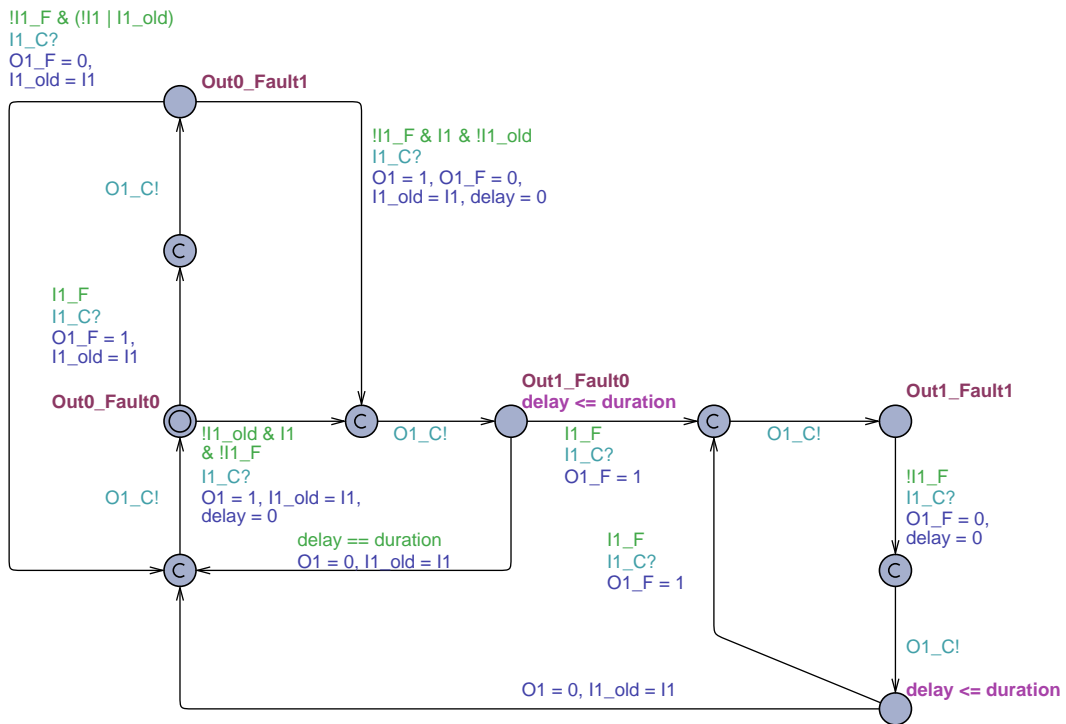 !I1_F & (!I1 | I1_old)
I1_C?
O1_F = 0,
I1_old = I1
Out0_Fault1
!I1_F & I1 & !I1_old
I1_C?
O1 = 1, O1_F = 0,
I1_old = I1, delay = 0
O1_C!
C
I1_F
I1_C?
O1_F = 1,
I1_old = I1
Out0_Fault0
!I1_old & I1
& !I1_F
I1_C?
O1 = 1, I1_old = I1,
delay = 0
C
O1_C!
Out1_Fault0
delay <= duration
I1_F
I1_C?
O1_F = 1
C
O1_C!
Out1_Fault1
!I1_F
I1_C?
O1_F = 0,
delay = 0
O1_C!
delay == duration
O1 = 0, I1_old = I1
C
I1_F
I1_C?
O1_F = 1
C
O1_C!
O1 = 0, I1_old = I1
delay <= duration